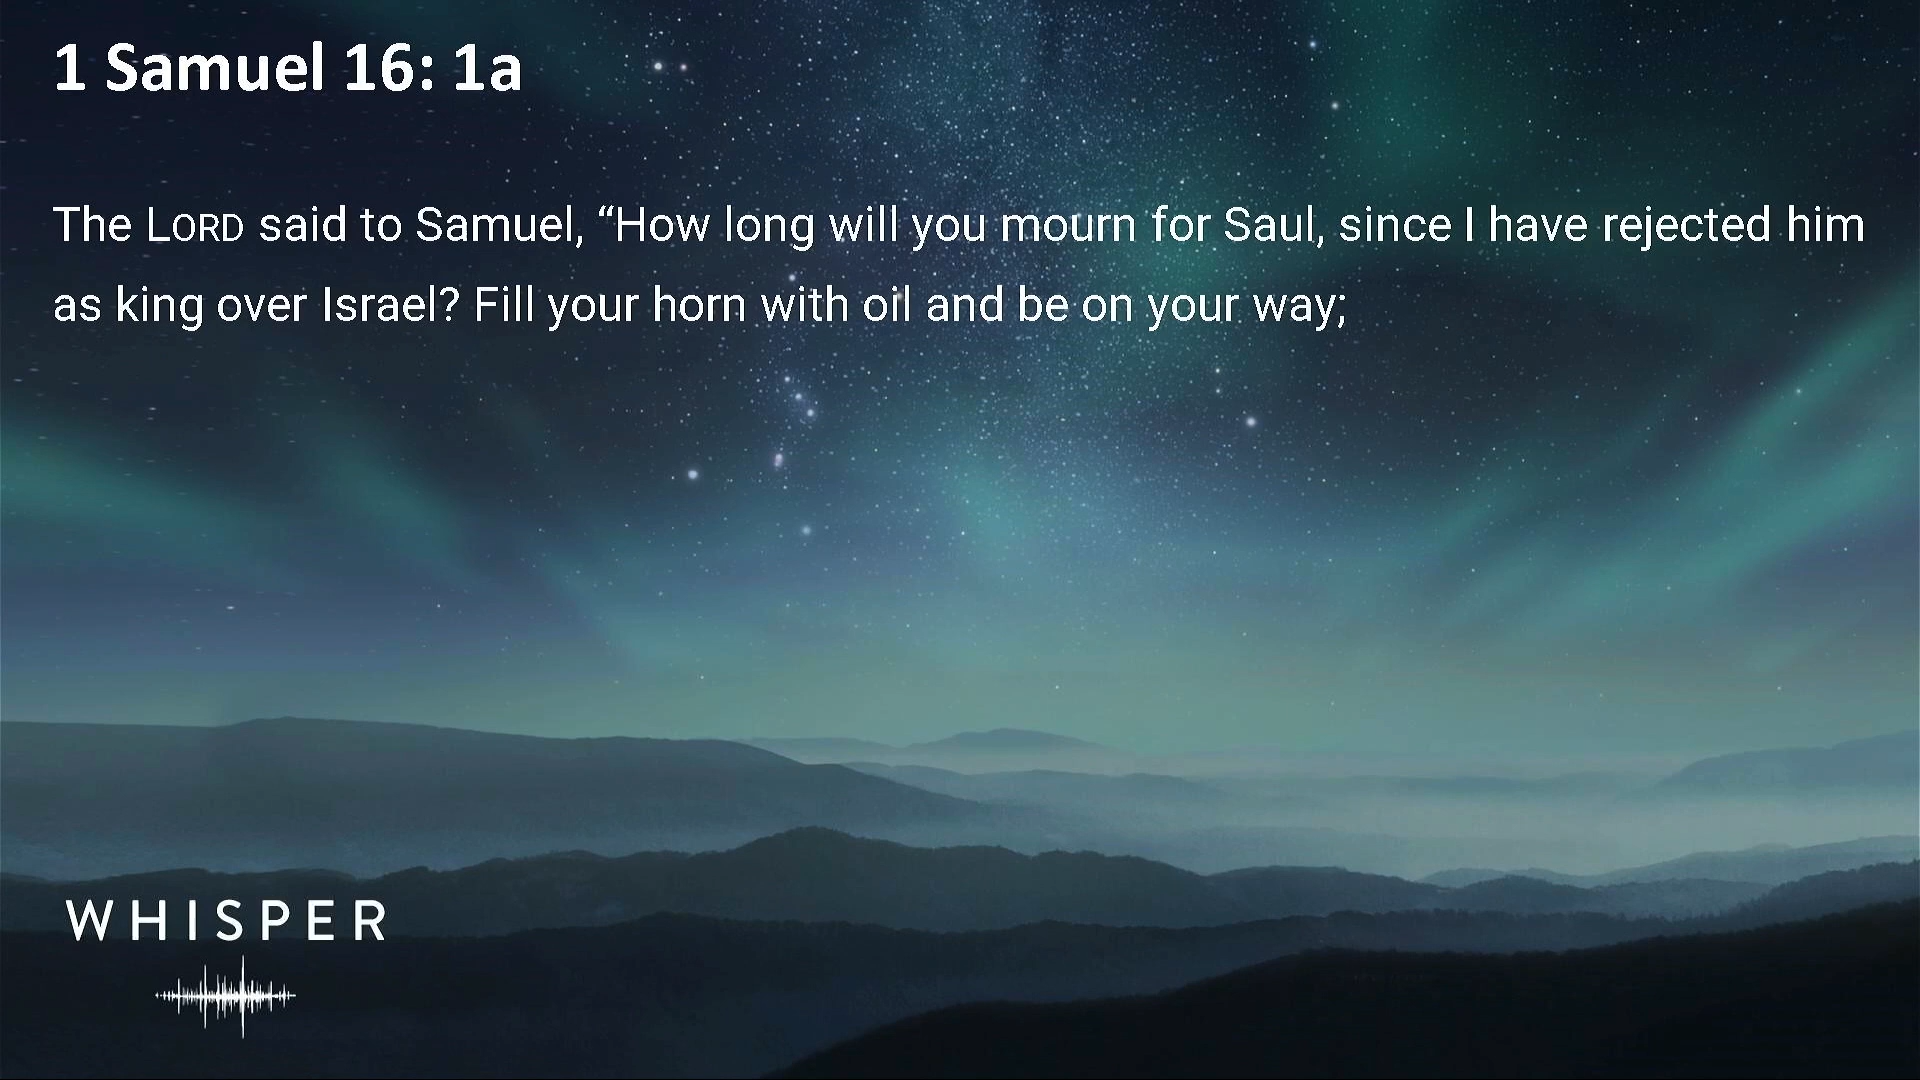 1 Samuel 16: 1a
The LORD said to Samuel, “How long will you mourn for Saul, since I have rejected him
as king over Israel? Fill your horn with oil and be on your way;
WHISPER